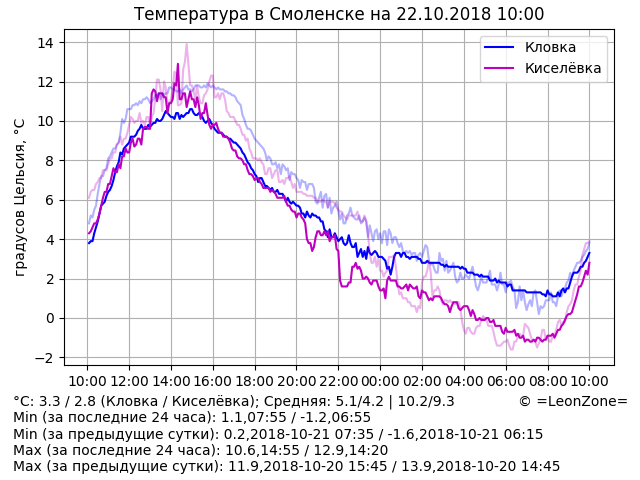 Температура в Смоленске на 22.10.2018 10:00
Кловка
Киселёвка
градусов Цельсия, °C
14
12
10
8
6
4
2
0
−2
10:00 12:00 14:00 16:00 18:00 20:00 22:00 00:00 02:00 04:00 06:00 08:00 10:00
°C: 3.3 / 2.8 (Кловка / Киселёвка); Средняя: 5.1/4.2 | 10.2/9.3 © =LeonZone=
Min (за последние 24 часа): 1.1,07:55 / -1.2,06:55
Min (за предыдущие сутки): 0.2,2018-10-21 07:35 / -1.6,2018-10-21 06:15
Max (за последние 24 часа): 10.6,14:55 / 12.9,14:20
Max (за предыдущие сутки): 11.9,2018-10-20 15:45 / 13.9,2018-10-20 14:45